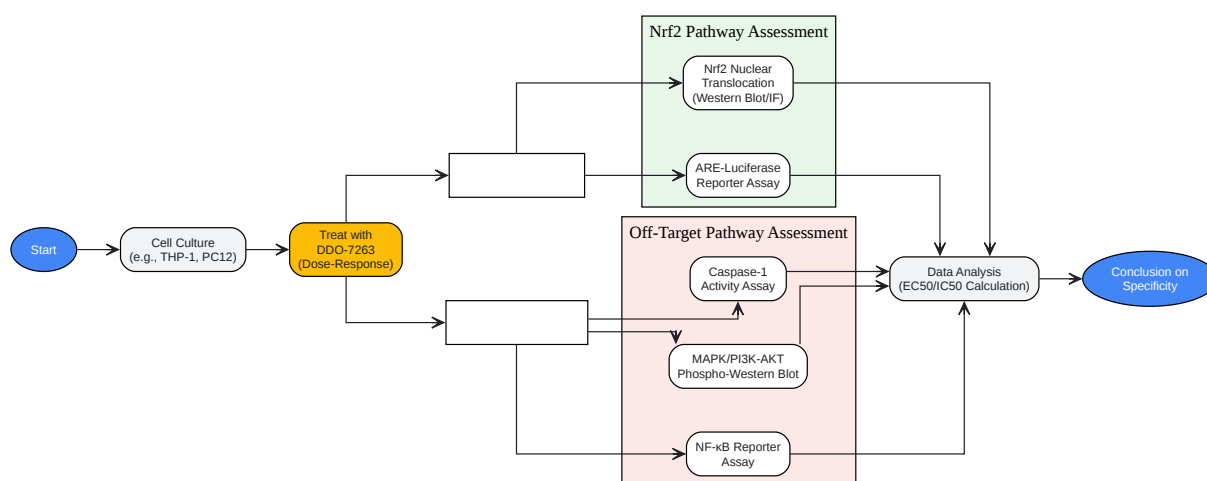 Start
Cell Culture
(e.g., THP-1, PC12)
Treat with
DDO-7263
(Dose-Response)
Nrf2 Pathway Assessment
Nrf2 Nuclear
Translocation
(Western Blot/IF)
ARE-Luciferase
Reporter Assay
Off-Target Pathway Assessment
Caspase-1
Activity Assay
MAPK/PI3K-AKT
Phospho-Western Blot
NF-κB Reporter
Assay
Data Analysis
(EC50/IC50 Calculation)
Conclusion on
Specificity